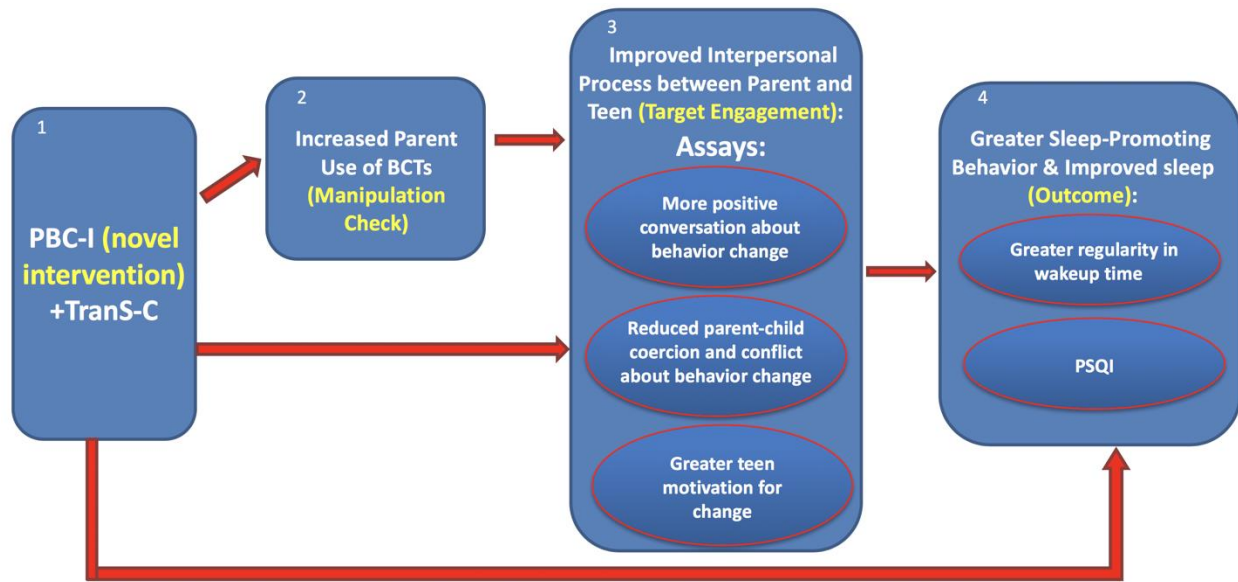 1
PBC-I (novel
intervention)
+TranS-C
2
Increased Parent
Use of BCTs
(Manipulation
Check)
3
Improved Interpersonal
Process between Parent and
Teen (Target Engagement):
Assays:
More positive
conversation about
behavior change
Reduced parent-child
coercion and conflict
about behavior change
Greater teen
motivation for
change
4
Greater Sleep-Promoting
Behavior & Improved sleep
(Outcome):
Greater regularity in
wakeup time
PSQI